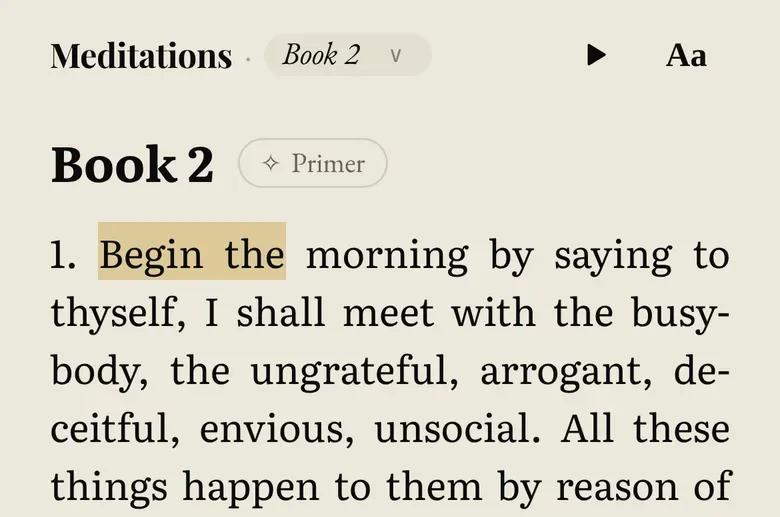 Meditations · Book 2 ∨ Aa
Book 2 ✧ Primer
1. Begin the morning by saying to
thyself, I shall meet with the busy-
body, the ungrateful, arrogant, de-
ceitful, envious, unsocial. All these
things happen to them by reason of